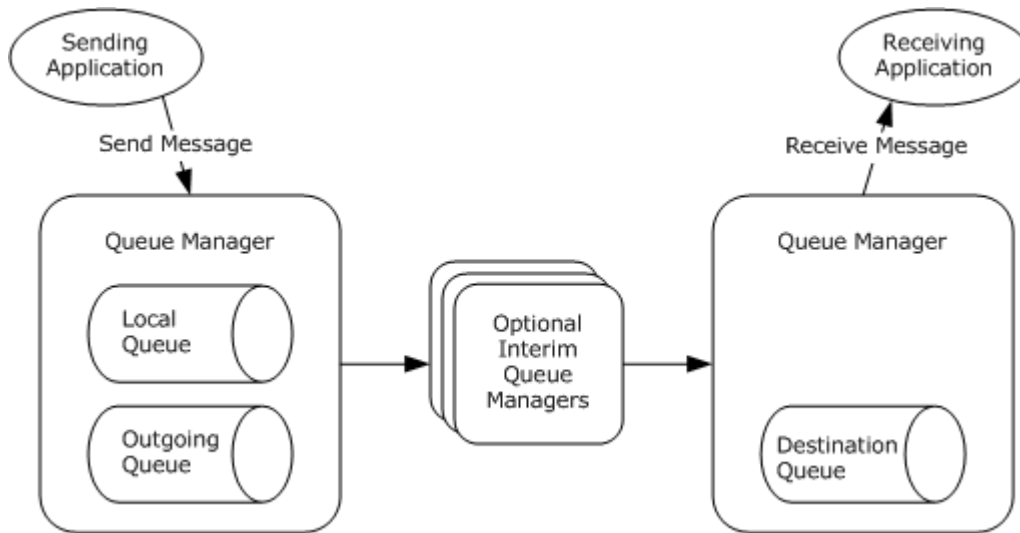 Sending
Application
Receiving
Application
Send Message
Receive Message
Queue Manager
Queue Manager
Local
Queue
Optional
Interim
Queue
Managers
Outgoing
Queue
Destination
Queue